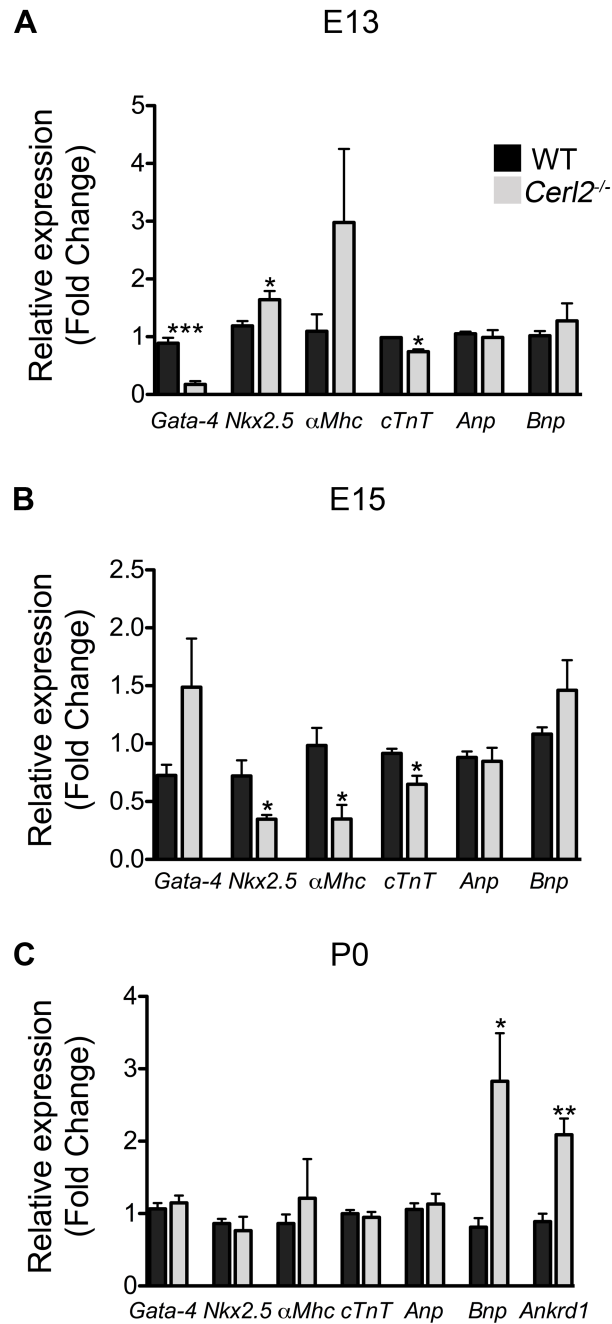 A
E13
Relative expression
(Fold Change)
5
4
3
2
1
0
WT
Cerl2-/-
***
*
*
Gata-4 Nkx2.5 αMhc cTnT Anp Bnp
B
E15
Relative expression
(Fold Change)
2.5
2.0
1.5
1.0
0.5
0.0
*
*
*
Gata-4 Nkx2.5 αMhc cTnT Anp Bnp
C
P0
Relative expression
(Fold Change)
4
3
2
1
0
*
**
Gata-4 Nkx2.5 αMhc cTnT Anp Bnp Ankrd1